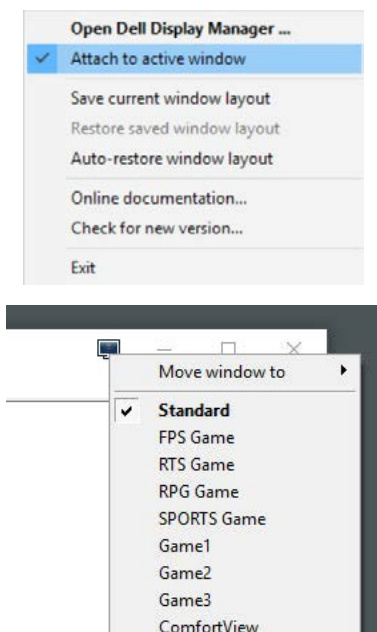 Open Dell Display Manager ...
Attach to active window
Save current window layout
Restore saved window layout
Auto-restore window layout
Online documentation...
Check for new version...
Exit
Move window to
Standard
FPS Game
RTS Game
RPG Game
SPORTS Game
Game1
Game2
Game3
ComfortView